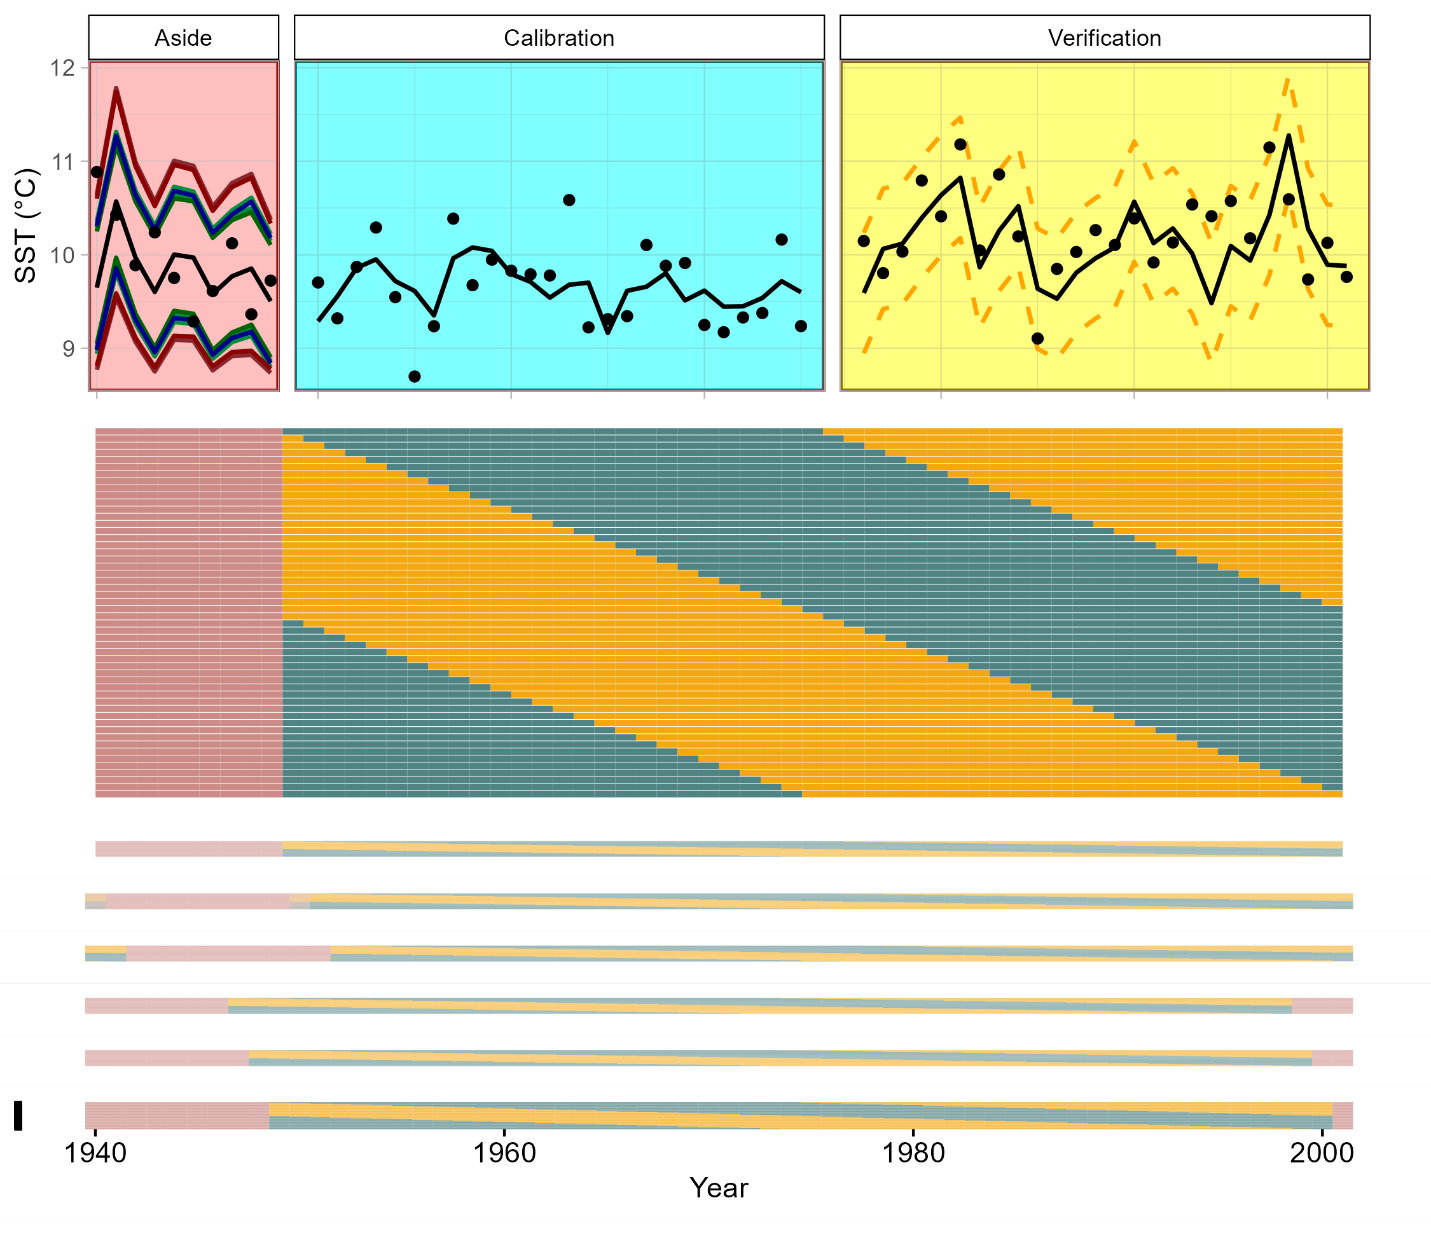 Aside
Calibration
Verification
12
11
10
9
SST (°C)
1940
1960
1980
2000
Year